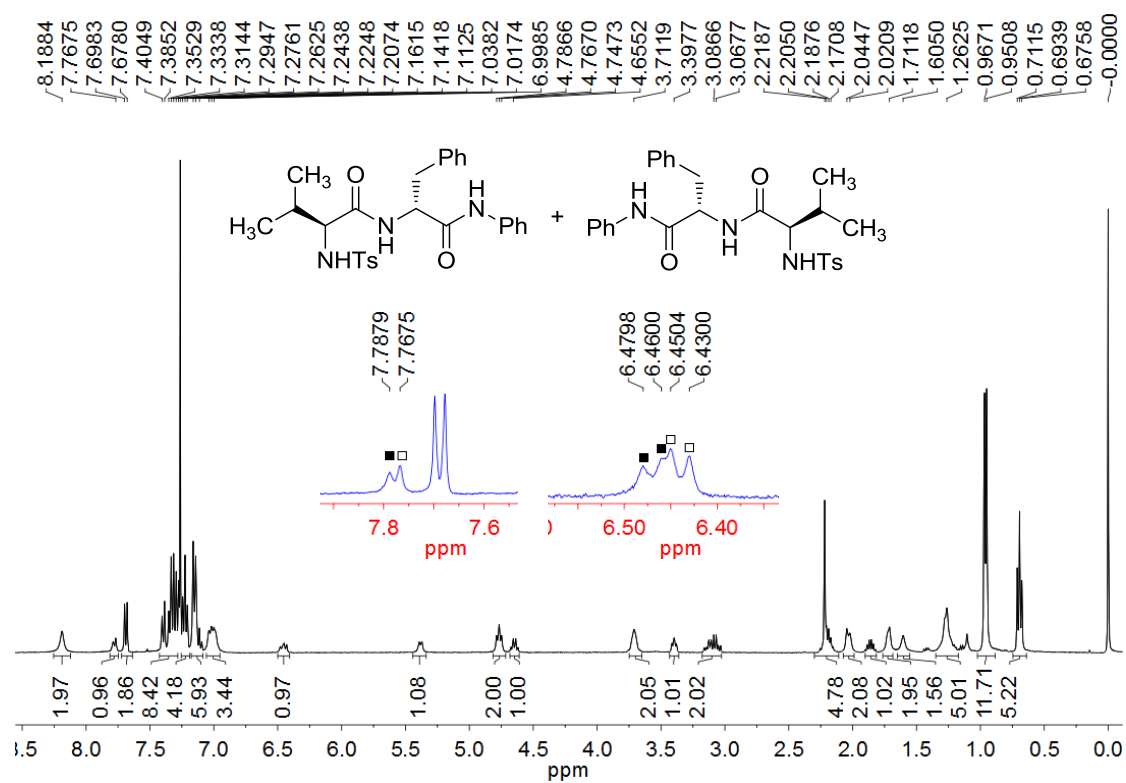 8.1884 7.7675 7.6983 7.6780 7.4049 7.3852 7.3529 7.3338 7.3144 7.2947 7.2761 7.2625 7.2438 7.2248 7.2074 7.1615 7.1418 7.1125 7.0382 7.0174 6.9985 4.7866 4.7670 4.7473 4.6552 3.7119 3.3977 3.0866 3.0677 2.2187 2.2050 2.1876 2.1708 2.0447 2.0209 1.7118 1.6050 1.2625 0.9671 0.9508 0.7115 0.6939 0.6758 -0.0000
Ph Ph
CH3 O H O CH3
H3C N Ph + Ph H N N CH3
N H O NHTs O H NHTs
7.7879 7.7675 6.4798 6.4600 6.4504 6.4300
7.8 7.6 0 6.50 6.40
ppm ppm
1.97 0.96 1.86 8.42 4.18 5.93 3.44 0.97 1.08 2.00 1.00 2.05 1.01 2.02 4.78 2.08 1.02 1.95 1.56 5.01 11.71 5.22
3.5 8.0 7.5 7.0 6.5 6.0 5.5 5.0 4.5 4.0 3.5 3.0 2.5 2.0 1.5 1.0 0.5 0.0
ppm